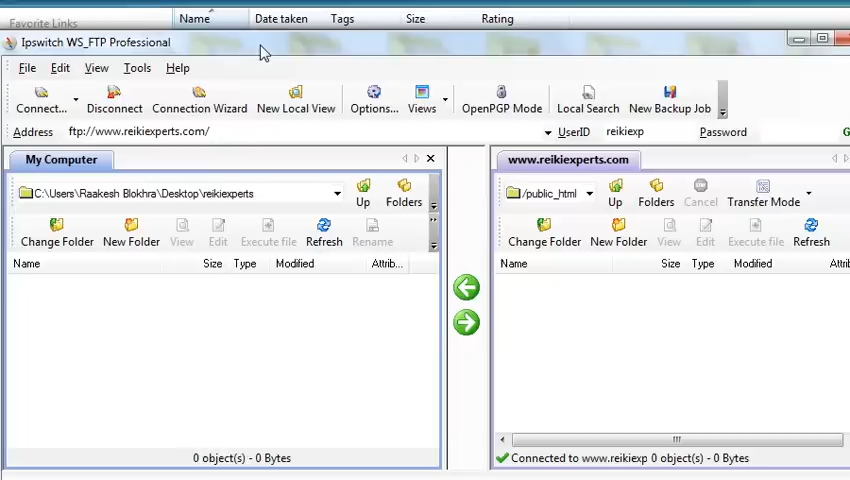 Favorite Links Name Date taken Tags Size Rating
Ipswitch WS_FTP Professional
File Edit View Tools Help
Connect... Disconnect Connection Wizard New Local View Options... Views OpenPGP Mode Local Search New Backup Job
Address ftp://www.reikiexperts.com/ UserID reikiexp Password
My Computer
www.reikiexperts.com
C:\Users\Raakesh Blokhra\Desktop\reikiexperts Up Folders
/public_html Up Folders Cancel Transfer Mode
Change Folder New Folder View Edit Execute file Refresh Rename
Change Folder New Folder View Edit Execute file Refresh
Name Size Type Modified Attrib...
Name Size Type Modified Attri
0 object(s) - 0 Bytes
Connected to www.reikiexp 0 object(s) - 0 Bytes